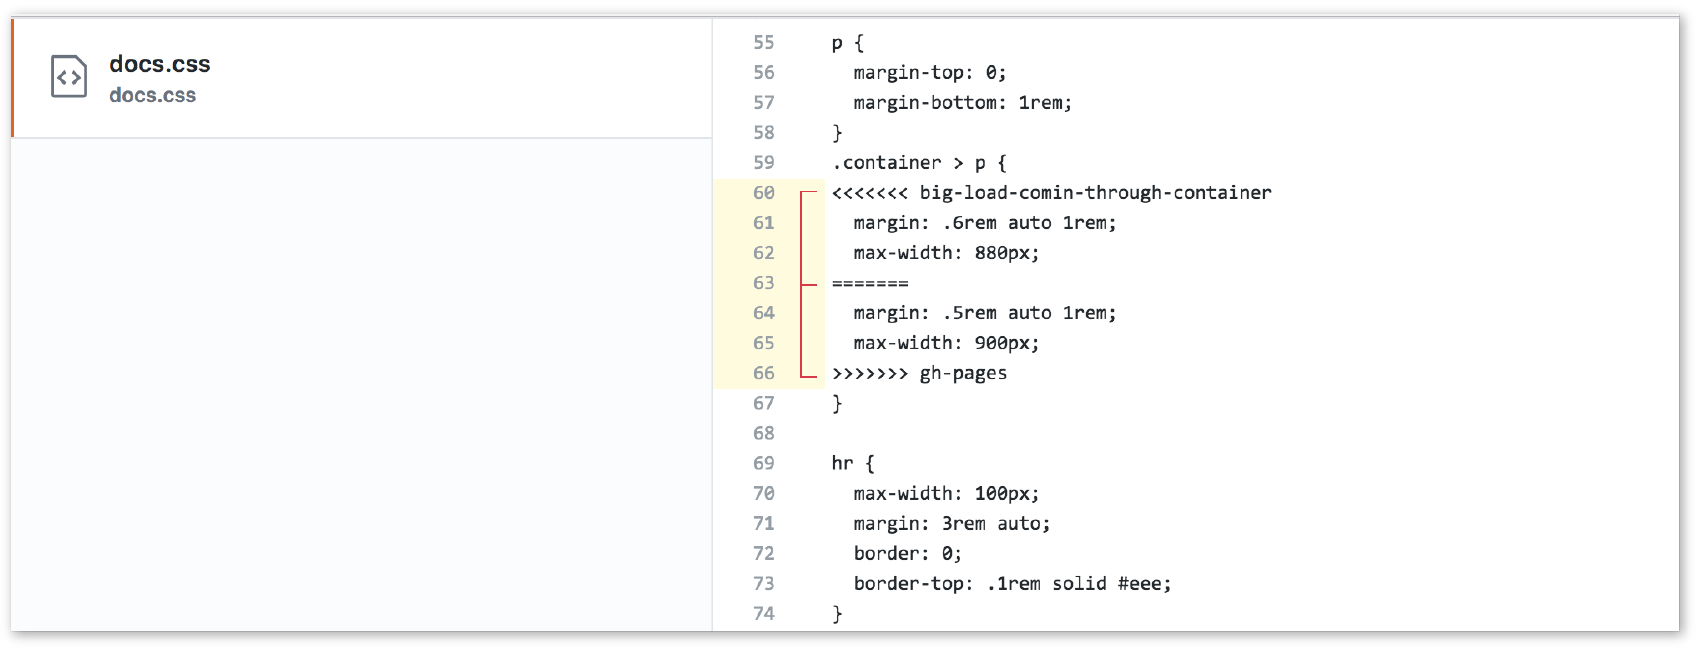 docs.css
docs.css
55 p {
56   margin-top: 0;
57   margin-bottom: 1rem;
58 }
59 .container > p {
60 <<<<<<< big-load-comin-through-container
61   margin: .6rem auto 1rem;
62   max-width: 880px;
63 =======
64   margin: .5rem auto 1rem;
65   max-width: 900px;
66 >>>>>>> gh-pages
67 }
68
69 hr {
70   max-width: 100px;
71   margin: 3rem auto;
72   border: 0;
73   border-top: .1rem solid #eee;
74 }